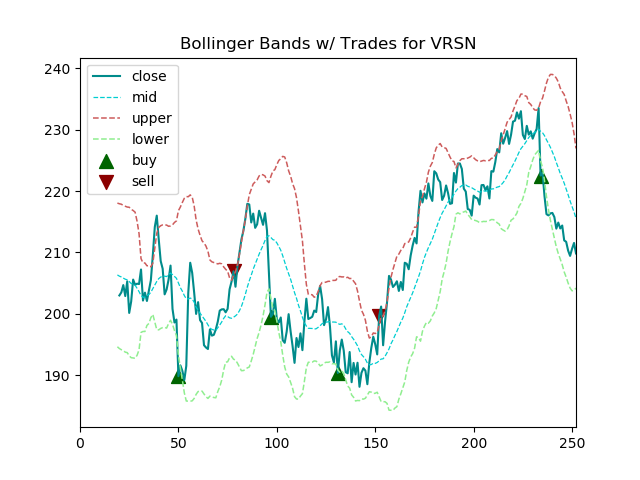 Bollinger Bands w/ Trades for VRSN
240
230
220
210
200
190
close
mid
upper
lower
buy
sell
0 50 100 150 200 250